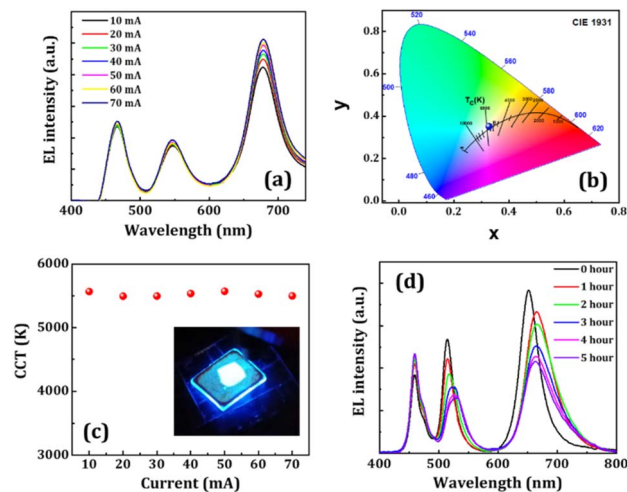 EL intensity (a.u.)
10 mA
20 mA
30 mA
40 mA
50 mA
60 mA
70 mA
(a)
400 500 600 700
Wavelength (nm)
CIE 1931
y
0.8
0.6
0.4
0.2
0.0
520
540
560
500
580
600
620
480
460
T_C(K)
(b)
0.0 0.2 0.4 0.6 0.8
x
CCT (K)
6000
5000
4000
3000
(c)
10 20 30 40 50 60 70
Current (mA)
EL intensity (a.u.)
(d)
0 hour
1 hour
2 hour
3 hour
4 hour
5 hour
400 500 600 700 800
Wavelength (nm)